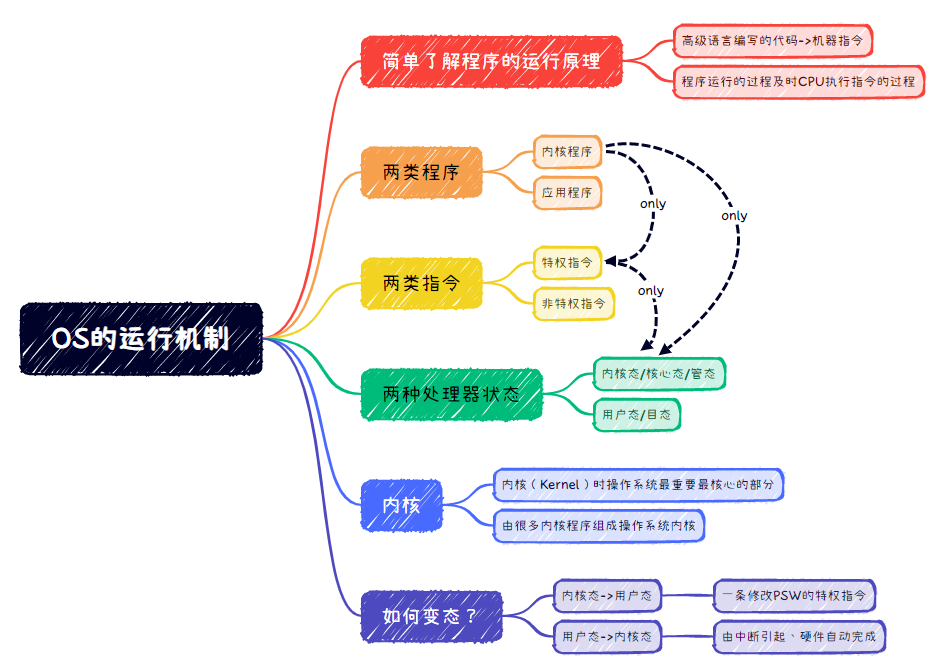 简单了解程序的运行原理
高级语言编写的代码->机器指令
程序运行的过程及时CPU执行指令的过程
两类程序
内核程序
应用程序
only
only
两类指令
特权指令
非特权指令
only
OS的运行机制
两种处理器状态
内核态/核心态/管态
用户态/目态
内核
内核（Kernel）时操作系统最重要最核心的部分
由很多内核程序组成操作系统内核
如何变态？
内核态->用户态
一条修改PSW的特权指令
用户态->内核态
由中断引起、硬件自动完成